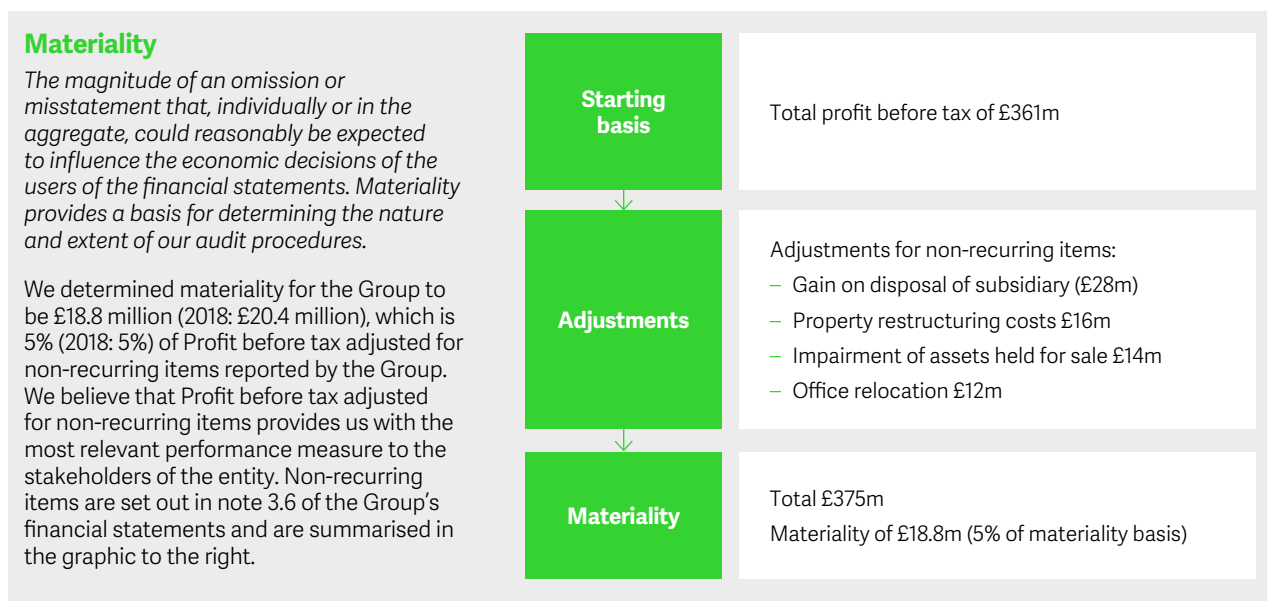 Materiality
The magnitude of an omission or
misstatement that, individually or in the
aggregate, could reasonably be expected
to influence the economic decisions of the
users of the financial statements. Materiality
provides a basis for determining the nature
and extent of our audit procedures.
We determined materiality for the Group to
be £18.8 million (2018: £20.4 million), which is
5% (2018: 5%) of Profit before tax adjusted for
non-recurring items reported by the Group.
We believe that Profit before tax adjusted
for non-recurring items provides us with the
most relevant performance measure to the
stakeholders of the entity. Non-recurring
items are set out in note 3.6 of the Group’s
financial statements and are summarised in
the graphic to the right.
Starting
basis
Total profit before tax of £361m
Adjustments
Adjustments for non-recurring items:
– Gain on disposal of subsidiary (£28m)
– Property restructuring costs £16m
– Impairment of assets held for sale £14m
– Office relocation £12m
Materiality
Total £375m
Materiality of £18.8m (5% of materiality basis)